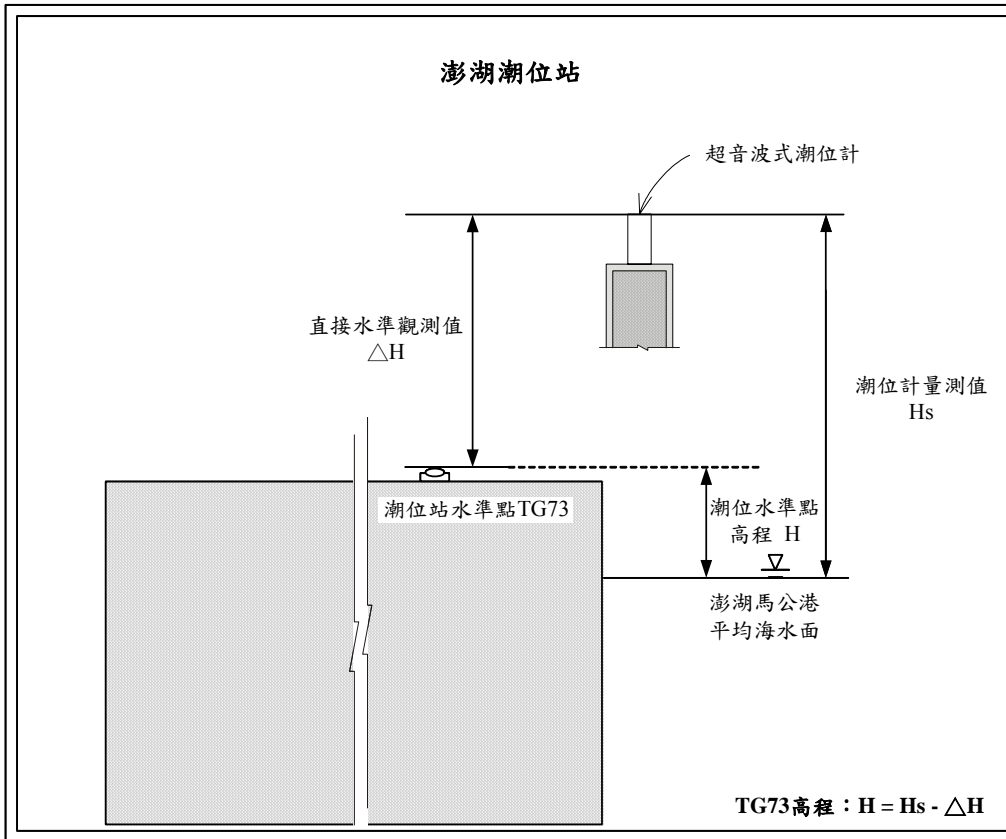 澎湖潮位站
超音波式潮位計
直接水準觀測值
△H
潮位計量測值
Hs
潮位站水準點TG73
潮位水準點
高程 H
澎湖馬公港
平均海水面
TG73高程：H = Hs - △H